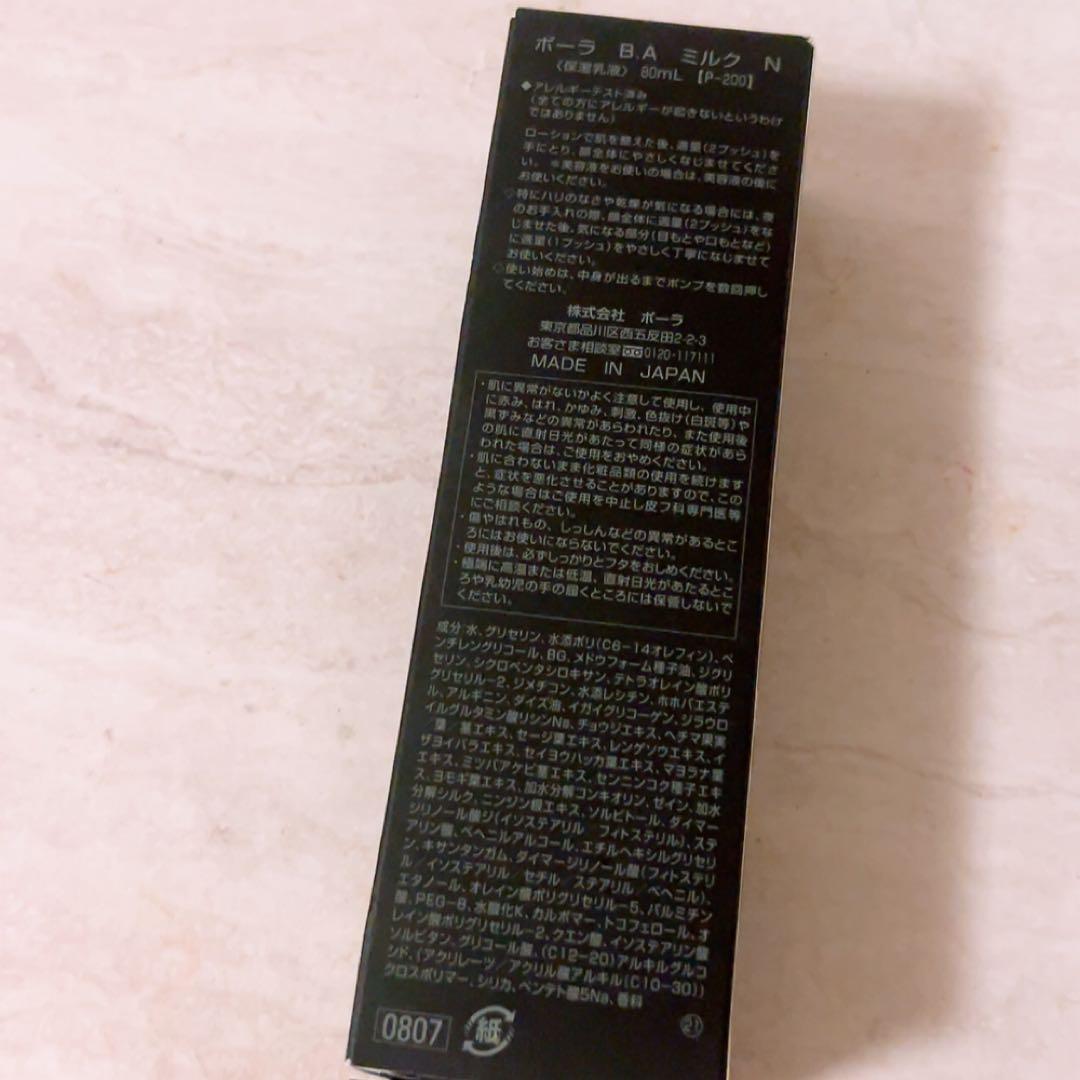 ポーラ B.A ミルク N
〈保湿乳液〉 80mL 【P-200】
◆アレルギーテスト済み
(全ての方にアレルギーが起きないというわけ
ではありません)
ローションで肌を整えた後、適量(2プッシュ)を
手にとり、顔全体にやさしくなじませてくださ
い。 ※美容液をお使いの場合は、美容液の後に
お使いください。
◇特にハリのなさや乾燥が気になる場合には、夜
のお手入れの際、顔全体に適量(2プッシュ)をな
じませた後、気になる部分(目もとや口もとなど)
に適量(1プッシュ)をやさしく丁寧になじませて
お使いください。
◇使い始めは、中身が出るまでポンプを数回押し
てください。
株式会社 ポーラ
東京都品川区西五反田2-2-3
お客さま相談室 0120-117111
MADE IN JAPAN
・肌に異常がないかよく注意して使用し、使用中
に赤み、はれ、かゆみ、刺激、色抜け(白斑等)や
黒ずみなどの異常があらわれたり、また使用後
の肌に直射日光があたって同様の症状があら
われた場合は、ご使用をおやめください。
・肌に合わないまま化粧品類の使用を続けます
と、症状を悪化させることがありますので、この
ような場合はご使用を中止し皮フ科専門医等
にご相談ください。
・傷やはれもの、しっしんなどの異常があるとこ
ろにはお使いにならないでください。
・使用後は、必ずしっかりとフタをおしめください。
・極端に高温または低温、直射日光があたるとこ
ろや乳幼児の手の届くところには保管しないで
ください。
成分 水、グリセリン、水添ポリ(C6-14オレフィン)、ペ
ンチレングリコール、BG、メドウフォーム種子油、ジグリ
セリン、シクロペンタシロキサン、テトラオレイン酸ポリ
グリセリル-2、ジメチコン、水添レシチン、ホホバエステ
ル、アルギニン、ダイズ油、イガイグリコーゲン、ジラウロ
イルグルタミン酸リシンNa、チョウジエキス、ヘチマ果実
/葉/茎エキス、セージ葉エキス、レンゲソウエキス、イ
ザヨイバラエキス、セイヨウハッカ葉エキス、マヨラナ葉
エキス、ミツバアケビ茎エキス、センニンコク種子エキ
ス、ヨモギ葉エキス、加水分解コンキオリン、ゼイン、加水
分解シルク、ニンジン根エキス、ソルビトール、ダイマー
ジリノール酸ジ(イソステアリル/フィトステリル)、ステ
アリン酸、ベヘニルアルコール、エチルヘキシルグリセリ
ン、キサンタンガム、ダイマージリノール酸(フィトステリ
ル/イソステアリル/セチル/ステアリル/ベヘニル)、
エタノール、オレイン酸ポリグリセリル-5、パルミチン
酸、PEG-8、水酸化K、カルボマー、トコフェロール、オ
レイン酸ポリグリセリル-2、クエン酸、イソステアリン酸
ソルビタン、グリコール酸、(C12-20)アルキルグルコ
シド、(アクリレーツ/アクリル酸アルキル(C10-30))
クロスポリマー、シリカ、ペンテト酸5Na、香料
0807 紙 21